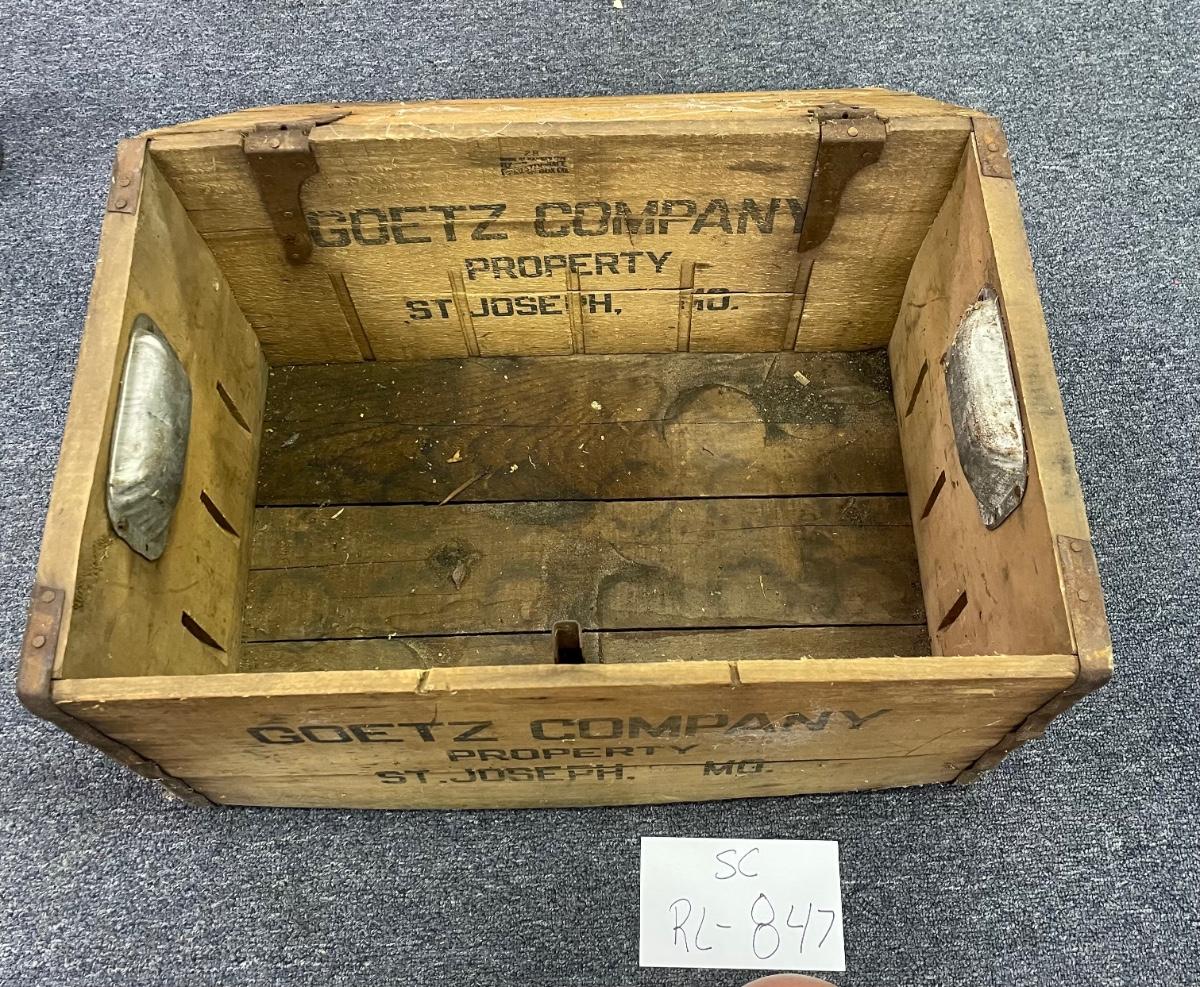 GOETZ COMPANY
PROPERTY
ST JOSEPH, MO.
GOETZ COMPANY
PROPERTY
ST. JOSEPH, MO.
SC
RL-847